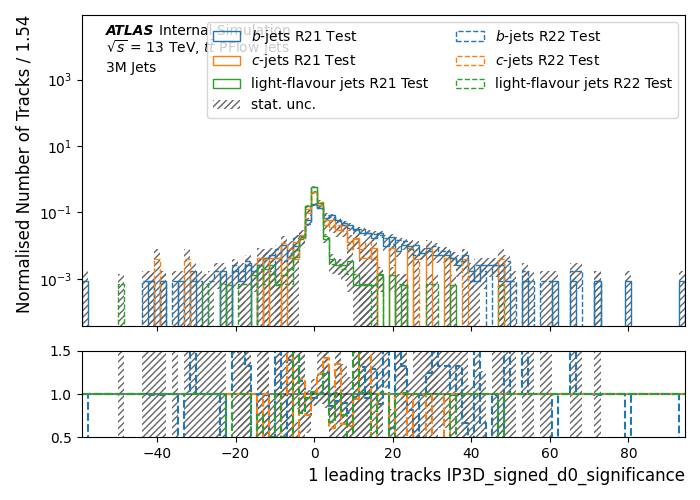 ATLAS Internal Simulation
√s = 13 TeV, tt PFlow jets
3M Jets
b-jets R21 Test
c-jets R21 Test
light-flavour jets R21 Test
stat. unc.
b-jets R22 Test
c-jets R22 Test
light-flavour jets R22 Test
Normalised Number of Tracks / 1.54
10³
10¹
10⁻¹
10⁻³
1.5
1.0
0.5
−40 −20 0 20 40 60 80
1 leading tracks IP3D_signed_d0_significance